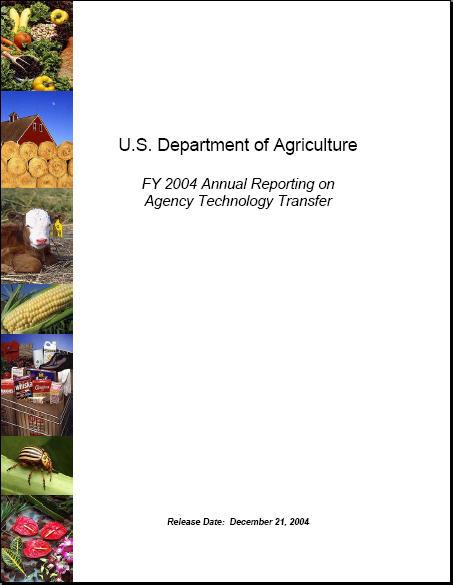 U.S. Department of Agriculture
FY 2004 Annual Reporting on
Agency Technology Transfer
Release Date:  December 21, 2004